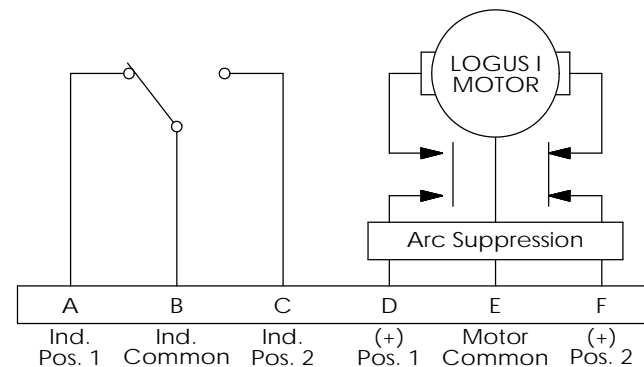 LOGUS I
MOTOR
Arc Suppression
A B C D E F
Ind. Ind. Ind. (+) Motor (+)
Pos. 1 Common Pos. 2 Pos. 1 Common Pos. 2